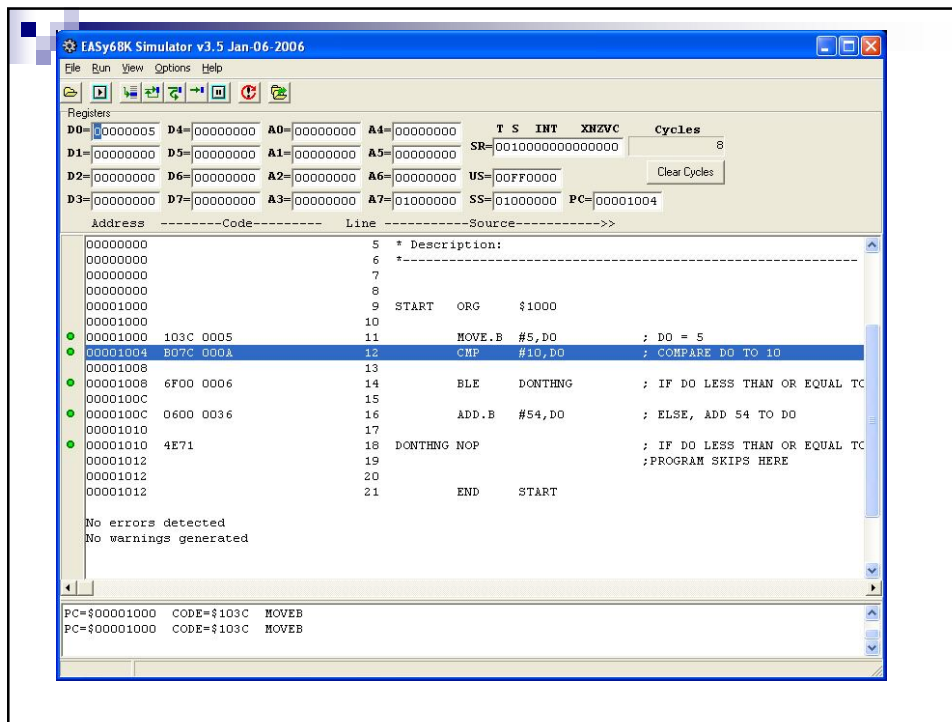 EASy68K Simulator v3.5 Jan-06-2006
File Run View Options Help
Registers
D0= 00000005 D4= 00000000 A0= 00000000 A4= 00000000 T S INT XNZVC Cycles
D1= 00000000 D5= 00000000 A1= 00000000 A5= 00000000 SR= 0010000000000000 8
D2= 00000000 D6= 00000000 A2= 00000000 A6= 00000000 US= 00FF0000 Clear Cycles
D3= 00000000 D7= 00000000 A3= 00000000 A7= 01000000 SS= 01000000 PC= 00001004
Address --------Code--------- Line -----------Source------------>>
00000000 5 * Description:
00000000 6 *-----------------------------------------------------------
00000000 7
00000000 8
00001000 9 START ORG $1000
00001000 10
00001000 103C 0005 11 MOVE.B #5,D0 ; D0 = 5
00001004 B07C 000A 12 CMP #10,D0 ; COMPARE D0 TO 10
00001008 13
00001008 6F00 0006 14 BLE DONTHNG ; IF D0 LESS THAN OR EQUAL TO
0000100C 15
0000100C 0600 0036 16 ADD.B #54,D0 ; ELSE, ADD 54 TO D0
00001010 17
00001010 4E71 18 DONTHNG NOP ; IF D0 LESS THAN OR EQUAL TO
00001012 19 ;PROGRAM SKIPS HERE
00001012 20
00001012 21 END START
No errors detected
No warnings generated
PC=$00001000 CODE=$103C MOVEB
PC=$00001000 CODE=$103C MOVEB